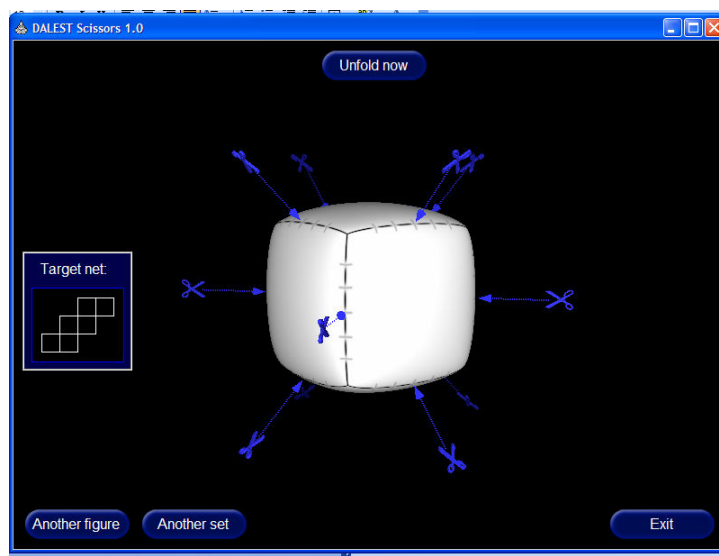 DALEST Scissors 1.0
Unfold now
Target net:
Another figure
Another set
Exit